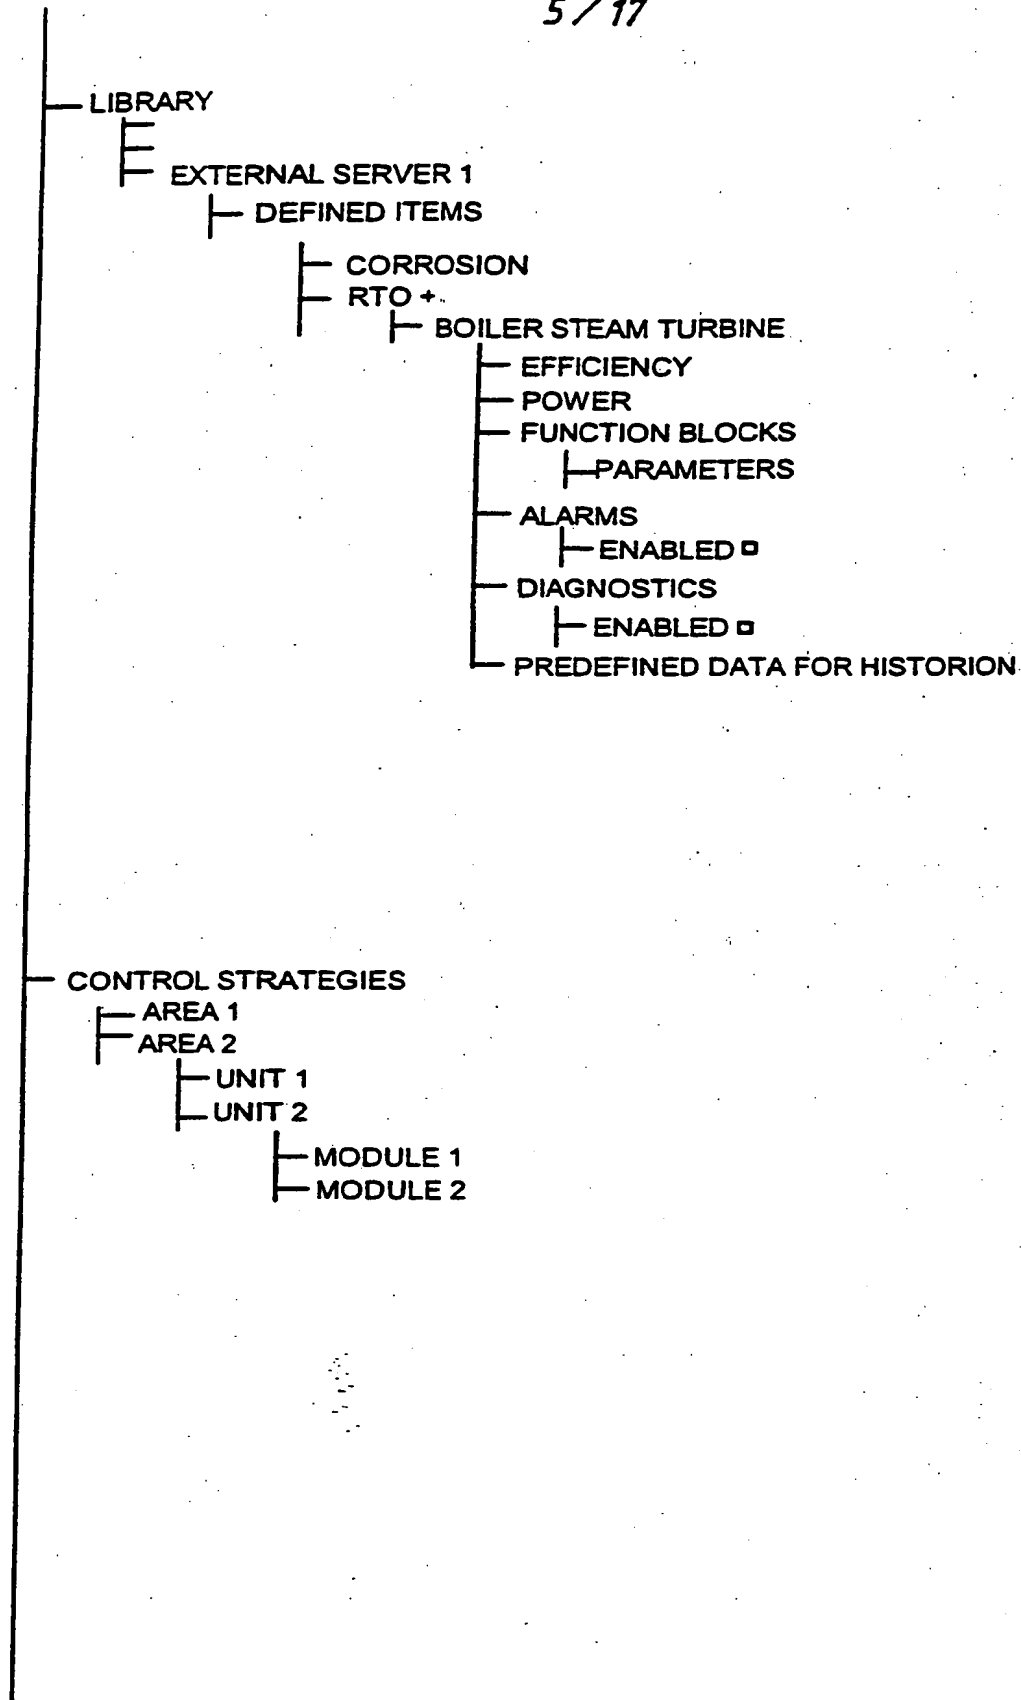 5 / 17
LIBRARY
EXTERNAL SERVER 1
DEFINED ITEMS
CORROSION
RTO +
BOILER STEAM TURBINE
EFFICIENCY
POWER
FUNCTION BLOCKS
PARAMETERS
ALARMS
ENABLED
DIAGNOSTICS
ENABLED
PREDEFINED DATA FOR HISTORION
CONTROL STRATEGIES
AREA 1
AREA 2
UNIT 1
UNIT 2
MODULE 1
MODULE 2